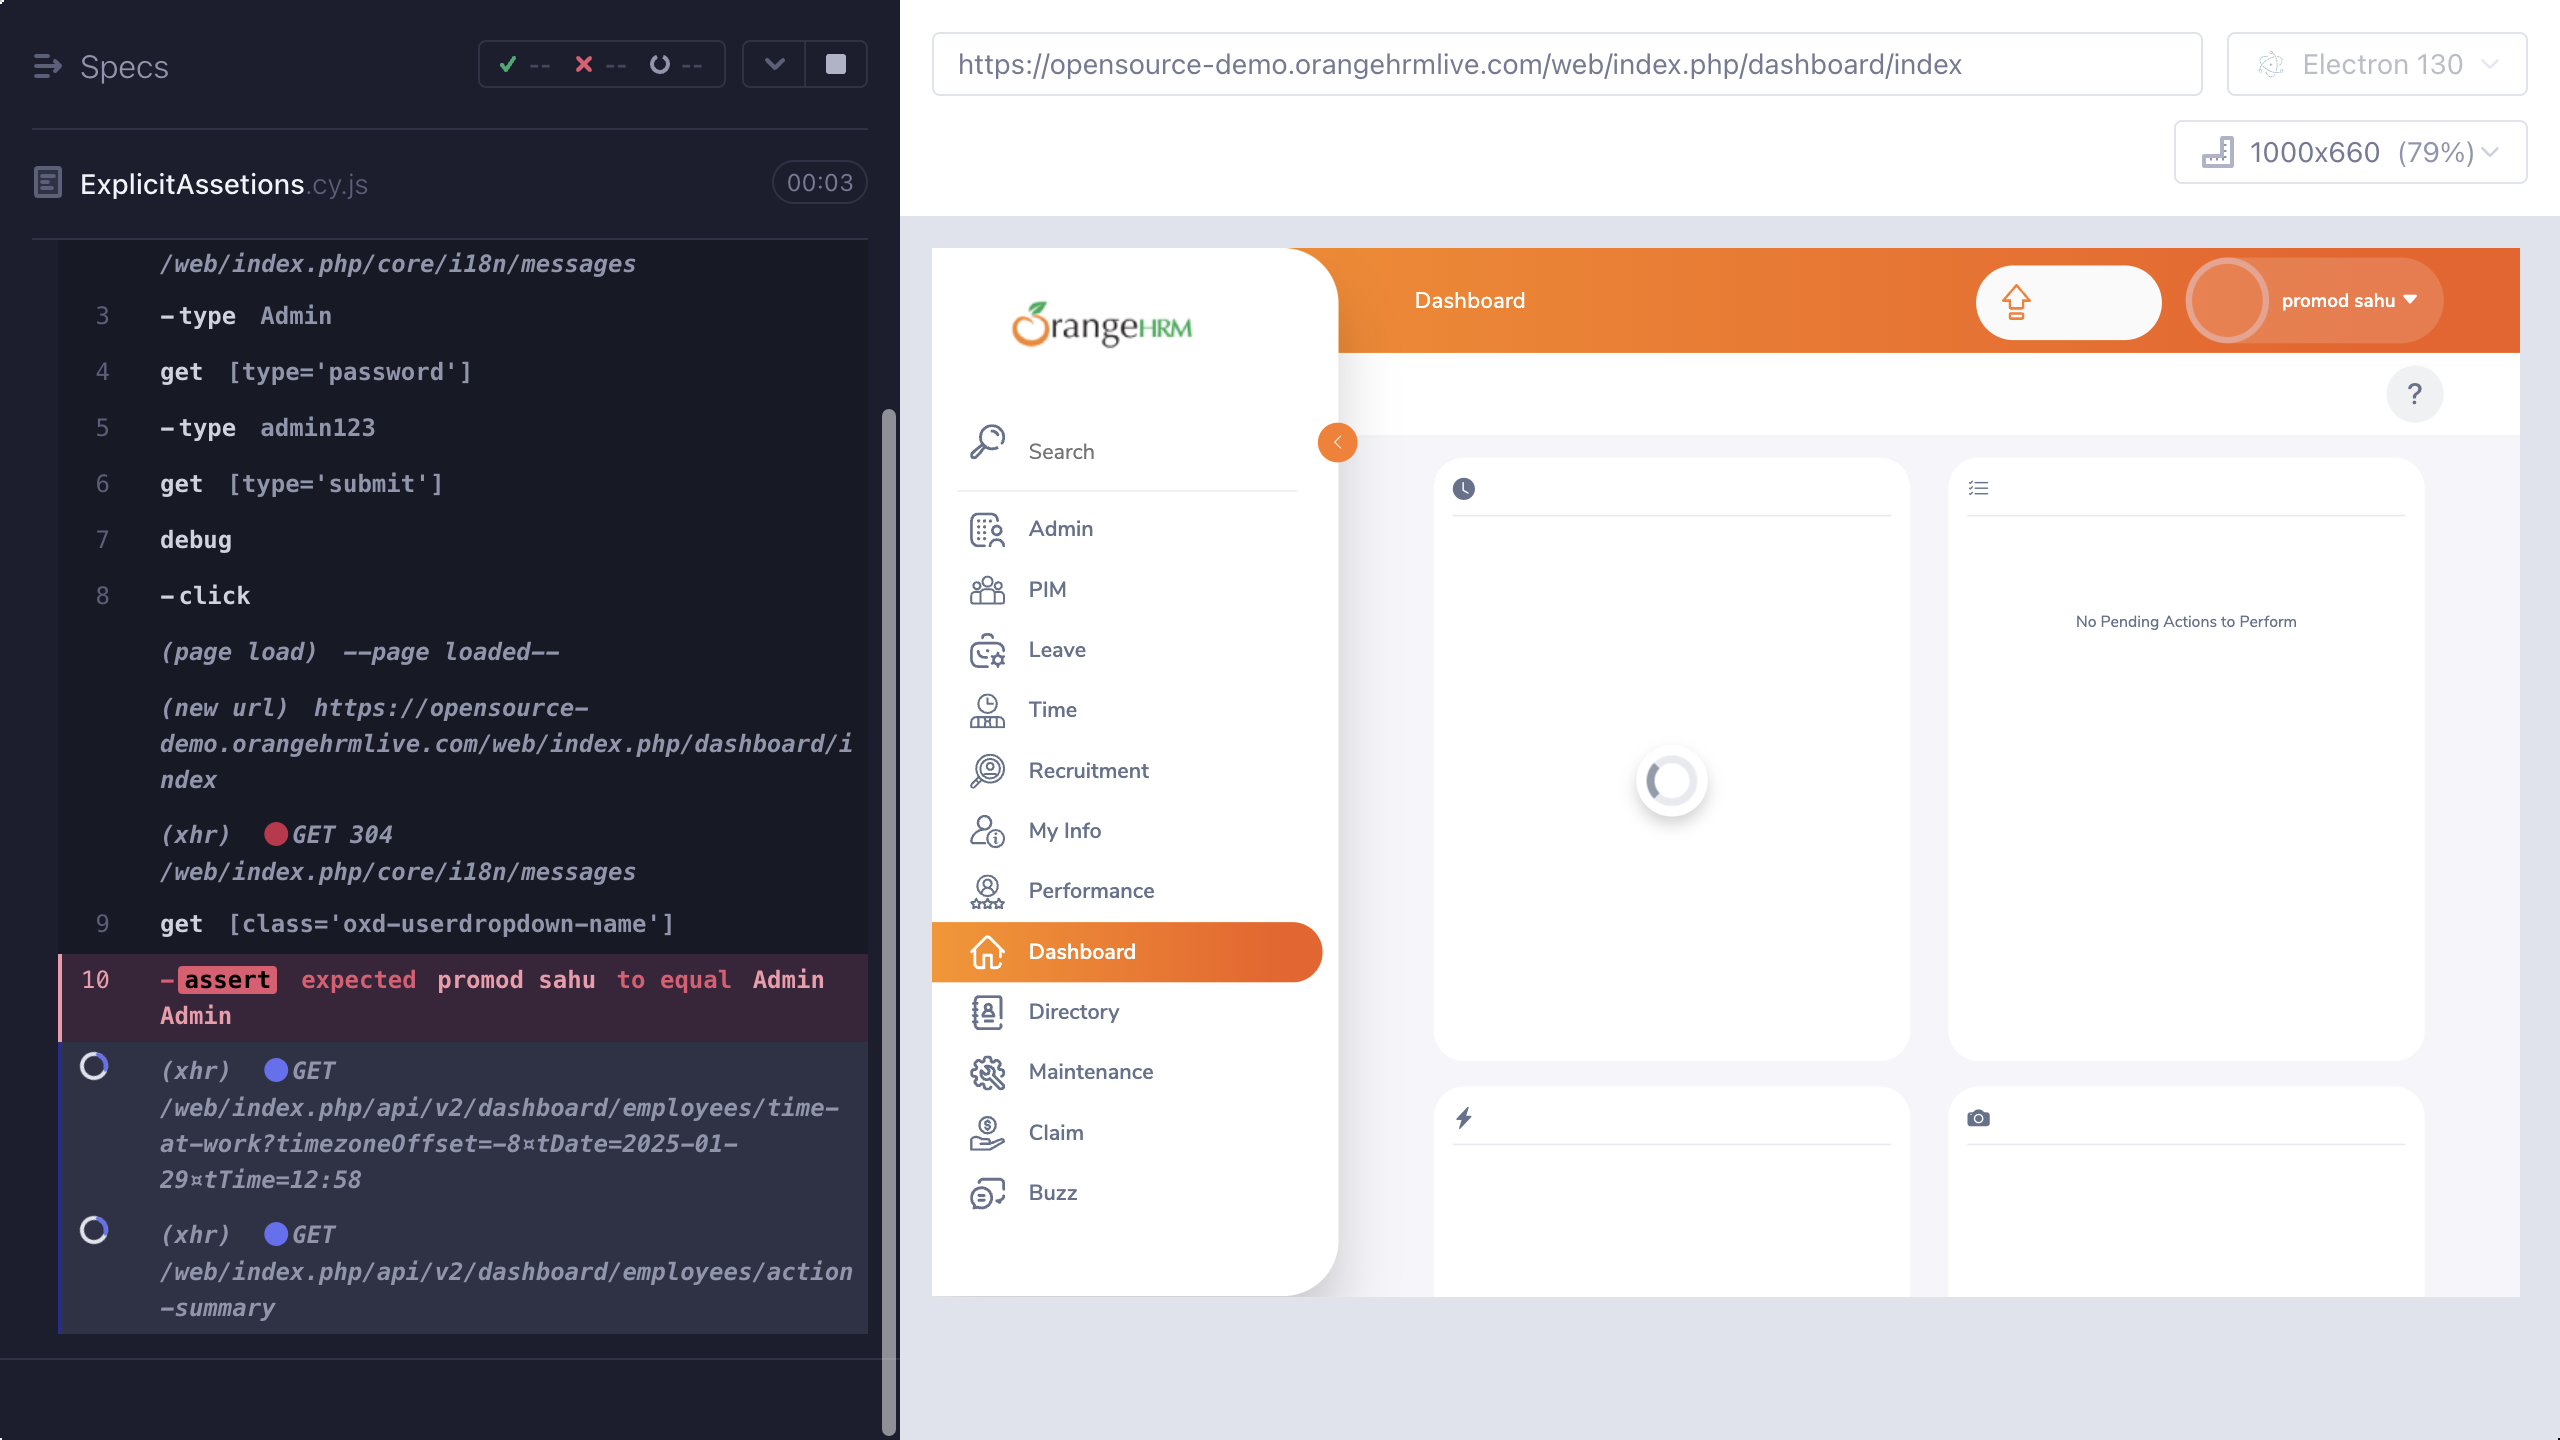 Specs
-- -- --
ExplicitAssetions.cy.js
00:03
/web/index.php/core/i18n/messages
3 -type Admin
4 get [type='password']
5 -type admin123
6 get [type='submit']
7 debug
8 -click
(page load) --page loaded--
(new url) https://opensource-
demo.orangehrmlive.com/web/index.php/dashboard/i
ndex
(xhr) GET 304
/web/index.php/core/i18n/messages
9 get [class='oxd-userdropdown-name']
10 -assert expected promod sahu to equal Admin
Admin
(xhr) GET
/web/index.php/api/v2/dashboard/employees/time-
at-work?timezoneOffset=-8¤tDate=2025-01-
29¤tTime=12:58
(xhr) GET
/web/index.php/api/v2/dashboard/employees/action
-summary
https://opensource-demo.orangehrmlive.com/web/index.php/dashboard/index
Electron 130
1000x660 (79%)
OrangeHRM
Search
Admin
PIM
Leave
Time
Recruitment
My Info
Performance
Dashboard
Directory
Maintenance
Claim
Buzz
Dashboard
promod sahu
?
No Pending Actions to Perform